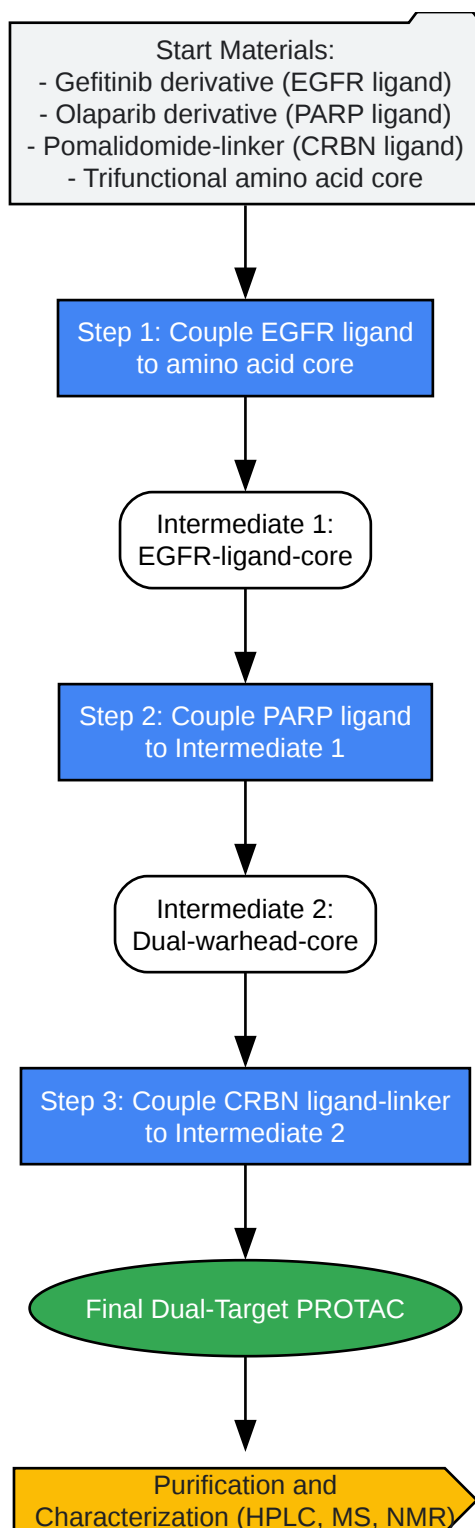 Start Materials:
- Gefitinib derivative (EGFR ligand)
- Olaparib derivative (PARP ligand)
- Pomalidomide-linker (CRBN ligand)
- Trifunctional amino acid core
Step 1: Couple EGFR ligand
to amino acid core
Intermediate 1:
EGFR-ligand-core
Step 2: Couple PARP ligand
to Intermediate 1
Intermediate 2:
Dual-warhead-core
Step 3: Couple CRBN ligand-linker
to Intermediate 2
Final Dual-Target PROTAC
Purification and
Characterization (HPLC, MS, NMR)